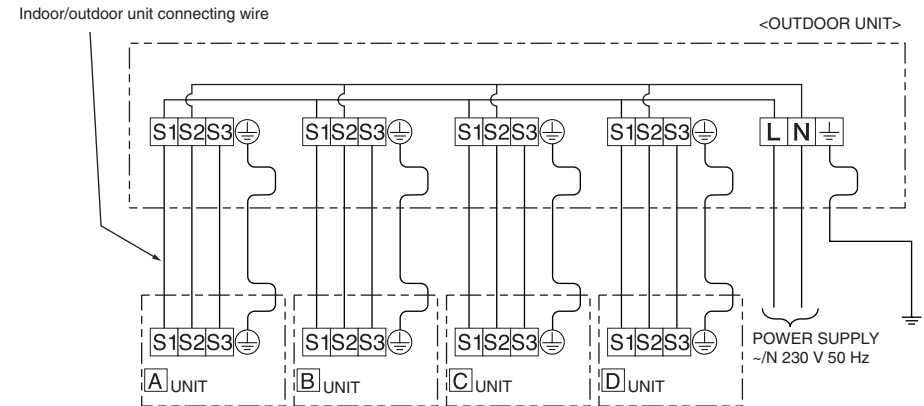 Indoor/outdoor unit connecting wire
<OUTDOOR UNIT>
S1 S2 S3
S1 S2 S3
S1 S2 S3
S1 S2 S3
L N
S1 S2 S3
S1 S2 S3
S1 S2 S3
S1 S2 S3
POWER SUPPLY
~/N 230 V 50 Hz
A UNIT
B UNIT
C UNIT
D UNIT